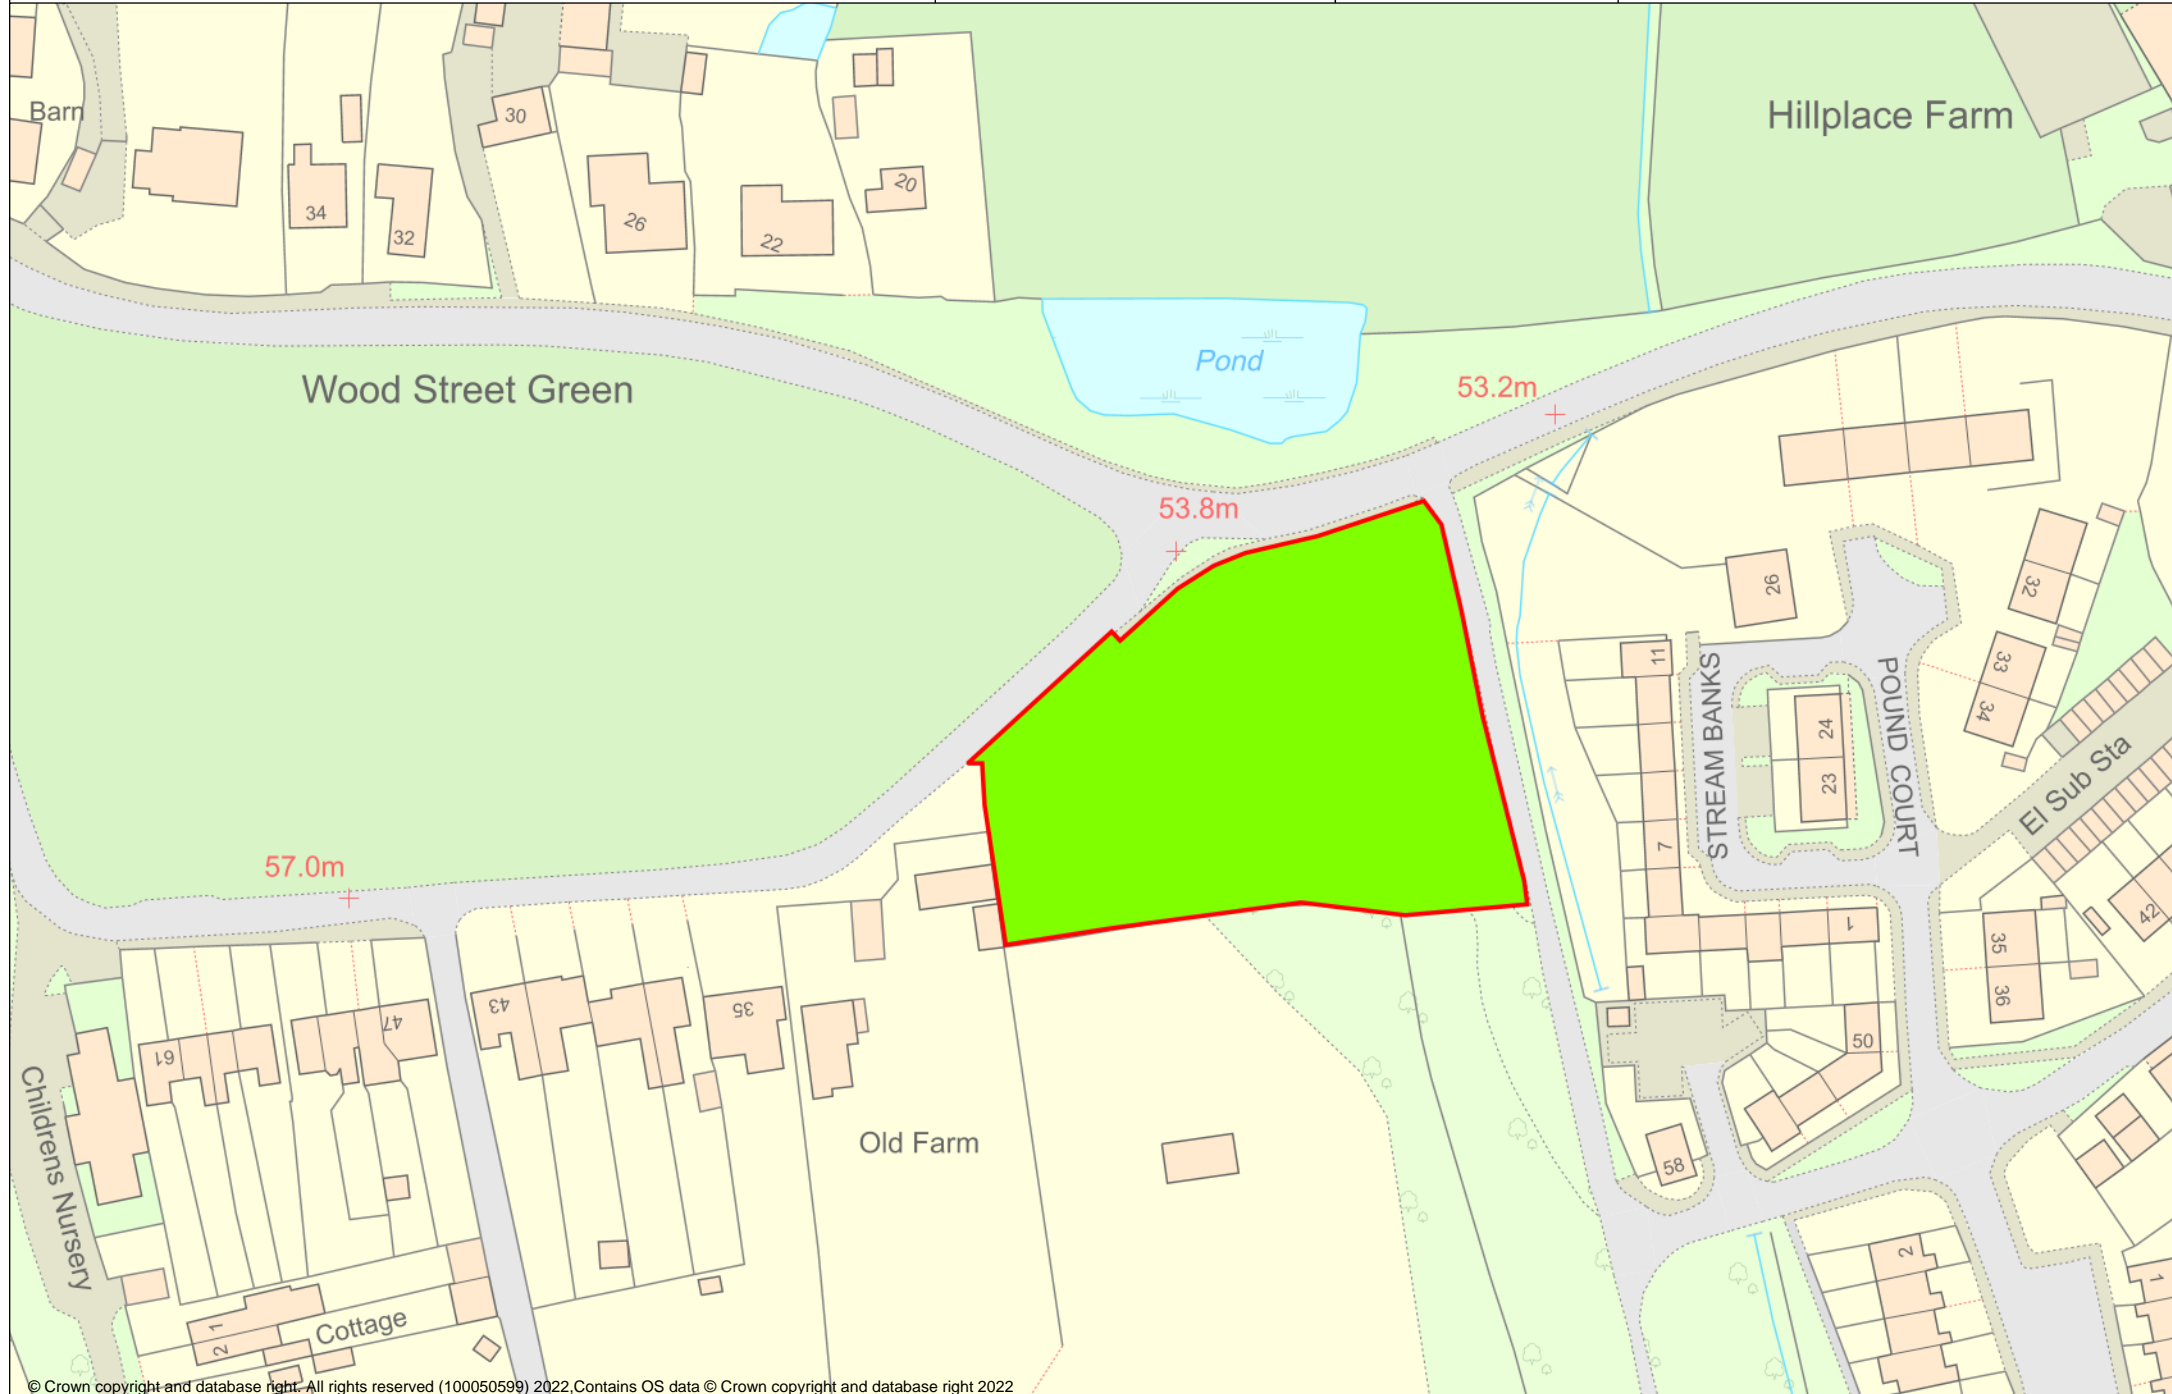 Barn
30
34
32
26
22
20
Hillplace Farm
Wood Street Green
Pond
53.2m
53.8m
57.0m
26
32
33
34
11
STREAM BANKS
24
23
POUND COURT
El Sub Sta
7
1
42
35
36
50
58
43
35
47
61
Old Farm
Childrens Nursery
1
2
Cottage
2
1
© Crown copyright and database right. All rights reserved (100050599) 2022,Contains OS data © Crown copyright and database right 2022